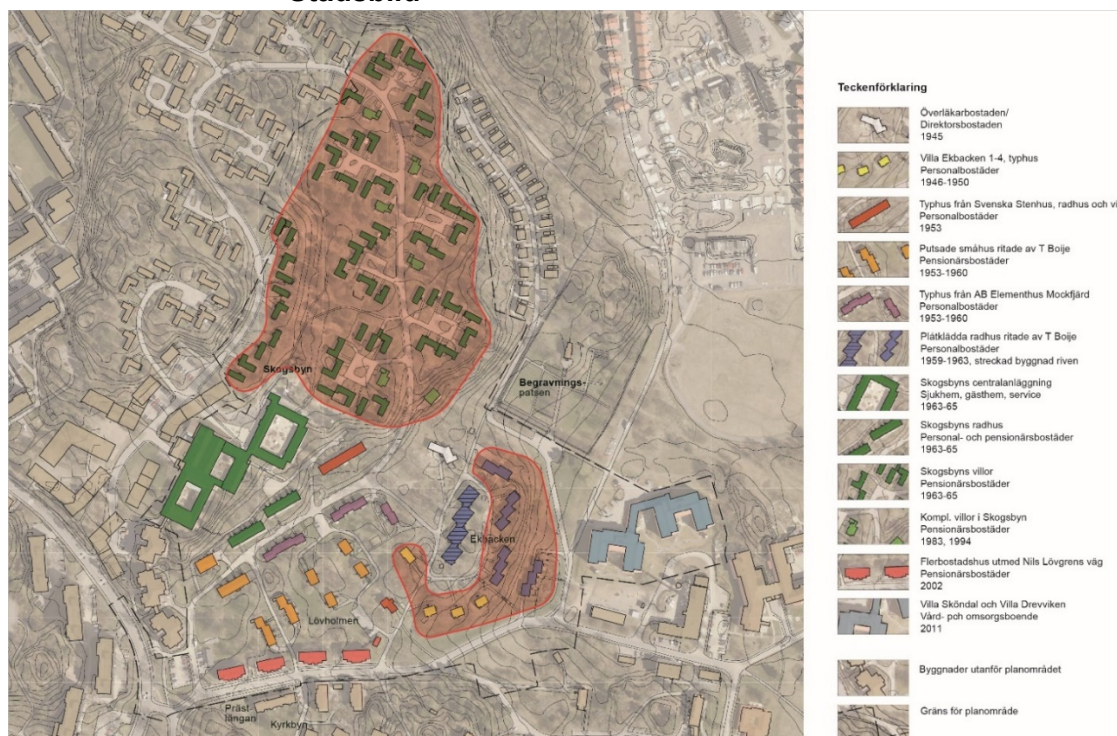 Teckenförklaring
Överläkarbostaden/
Direktorsbostaden
1945
Villa Ekbacken 1-4, typhus
Personalbostäder
1946-1950
Typhus från Svenska Stenhus, radhus och vi
Personalbostäder
1953
Putsade småhus ritade av T Boije
Pensionärsbostäder
1953-1960
Typhus från AB Elementhus Mockfjärd
Personalbostäder
1953-1960
Plåtklädda radhus ritade av T Boije
Personalbostäder
1959-1963, streckad byggnad riven
Skogsbyns centralanläggning
Sjukhem, gästhem, service
1963-65
Skogsbyns radhus
Personal- och pensionärsbostäder
1963-65
Skogsbyns villor
Pensionärsbostäder
1963-65
Kompl. villor i Skogsbyn
Pensionärsbostäder
1983, 1994
Flerbostadshus utmed Nils Lövgrens väg
Pensionärsbostäder
2002
Villa Sköndal och Villa Drevviken
Vård- pch omsorgsboende
2011
Byggnader utanför planområdet
Gräns för planområde
Skogsbyn
Begravnings-
patsen
Ekbacken
Lövholmen
Präst-
längan
Kyrkbyn